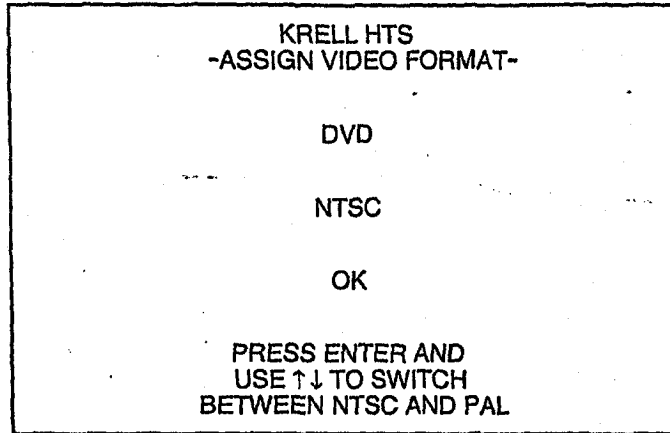 KRELL HTS
-ASSIGN VIDEO FORMAT-
DVD
NTSC
OK
PRESS ENTER AND
USE ↑↓ TO SWITCH
BETWEEN NTSC AND PAL